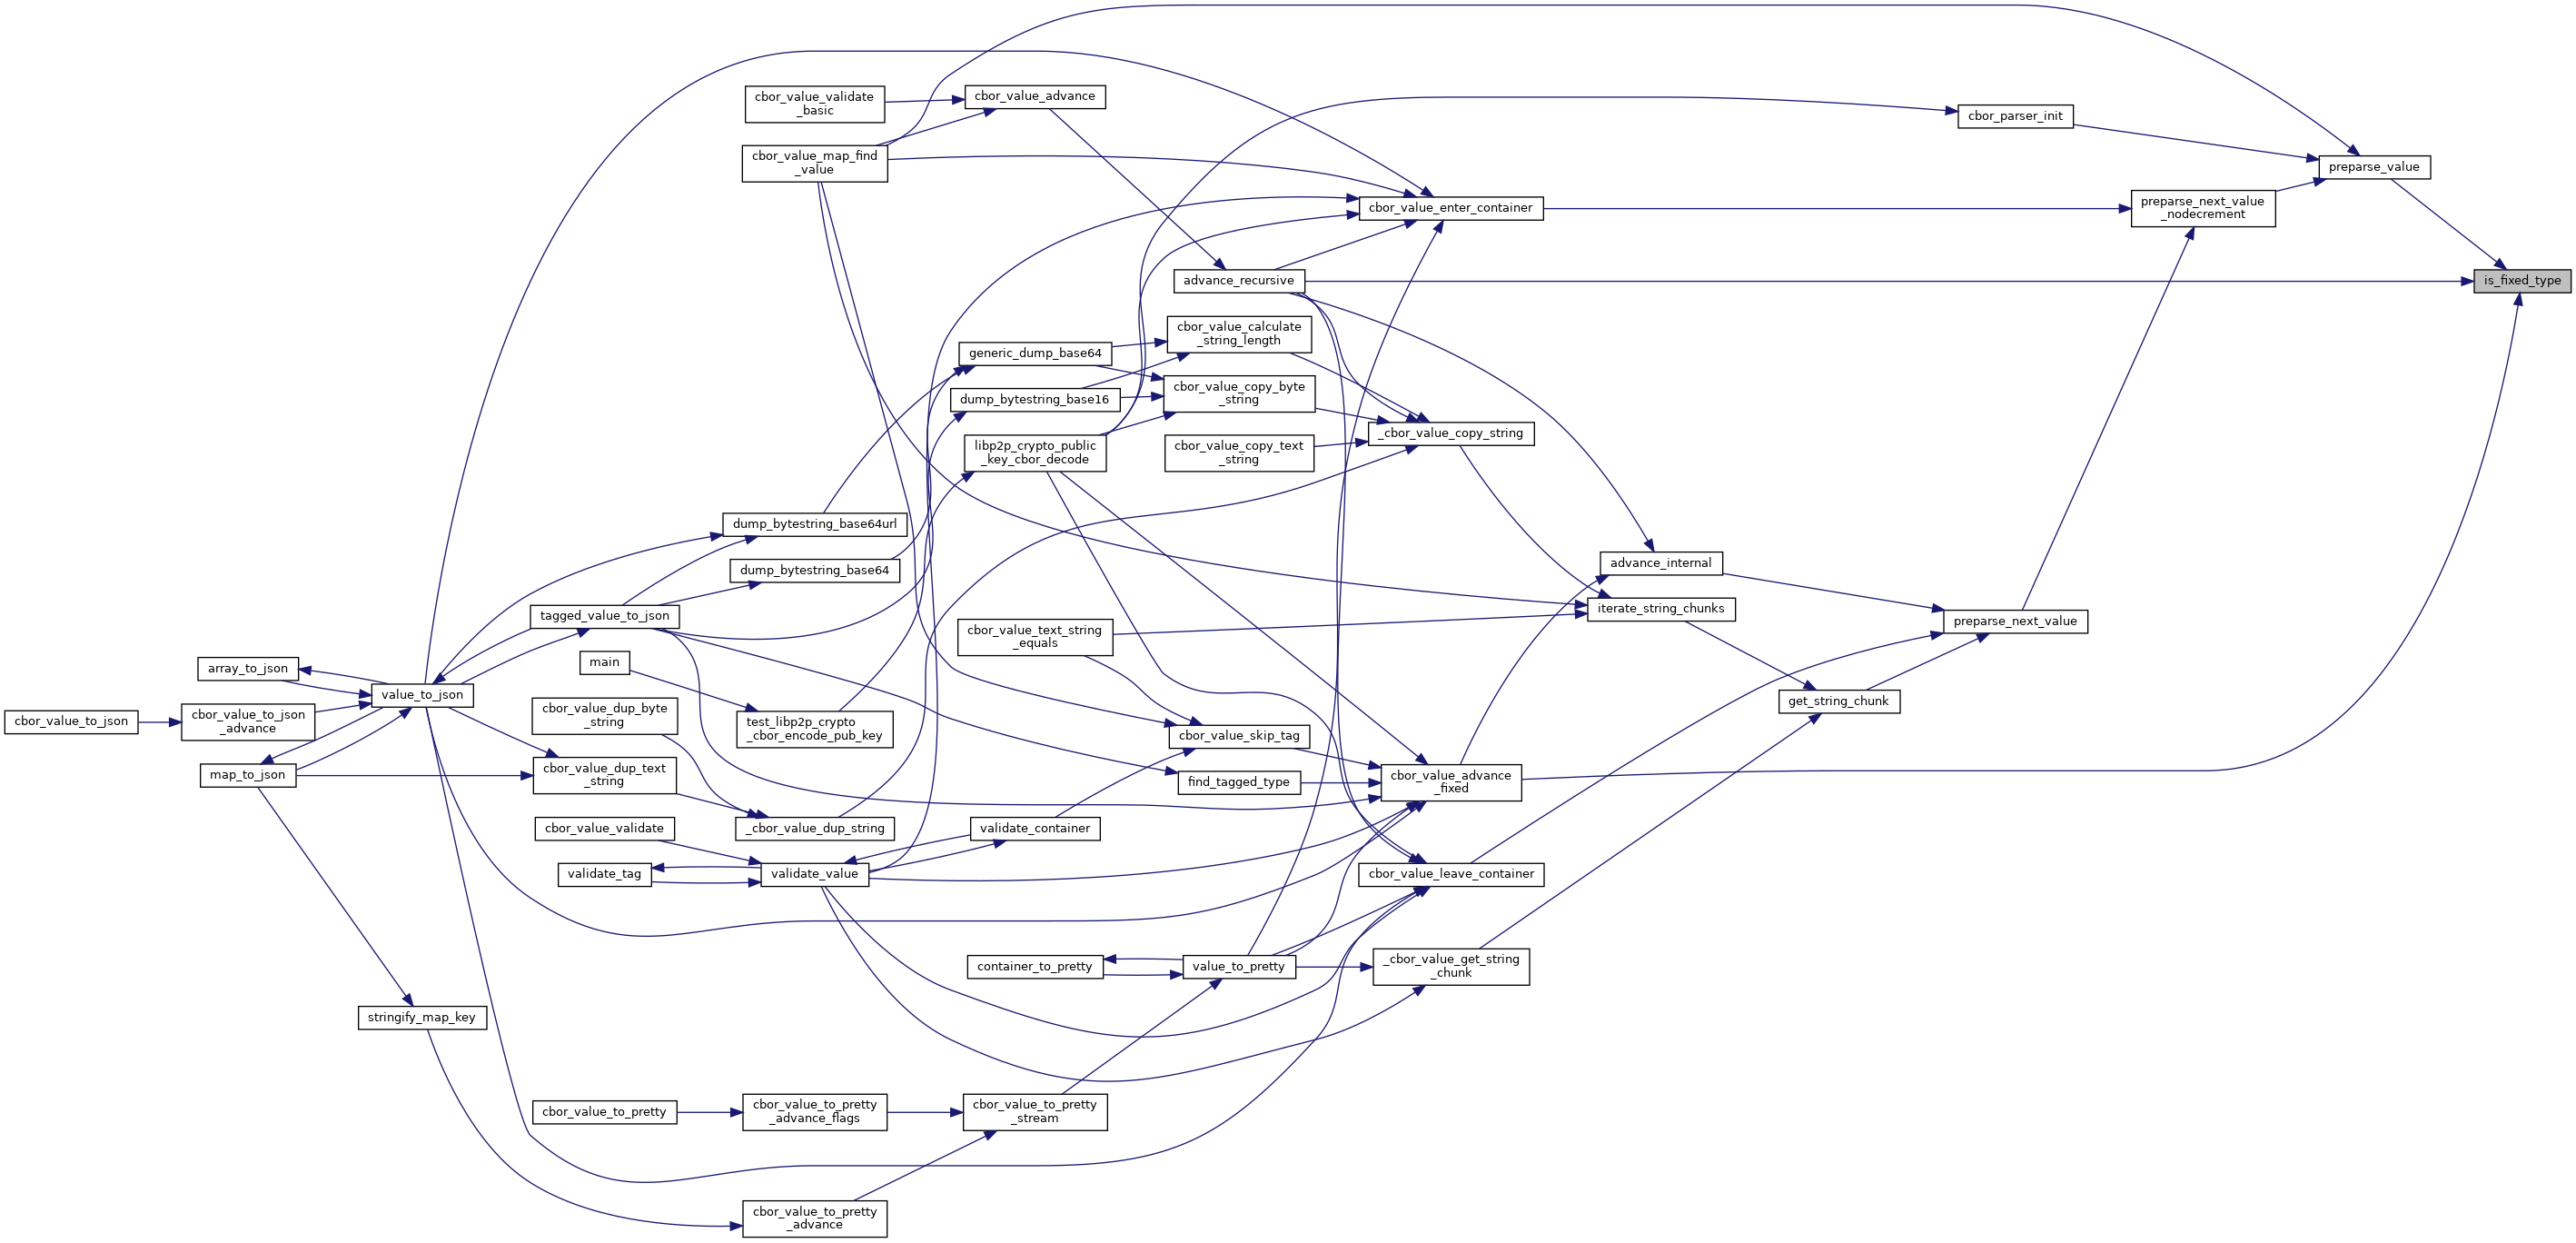 cbor_value_validate
_basic
cbor_value_advance
cbor_parser_init
cbor_value_map_find
_value
preparse_value
cbor_value_enter_container
preparse_next_value
_nodecrement
advance_recursive
is_fixed_type
cbor_value_calculate
_string_length
generic_dump_base64
dump_bytestring_base16
cbor_value_copy_byte
_string
_cbor_value_copy_string
libp2p_crypto_public
_key_cbor_decode
cbor_value_copy_text
_string
dump_bytestring_base64url
dump_bytestring_base64
advance_internal
tagged_value_to_json
iterate_string_chunks
cbor_value_text_string
_equals
preparse_next_value
main
array_to_json
value_to_json
get_string_chunk
cbor_value_to_json
cbor_value_to_json
_advance
cbor_value_dup_byte
_string
test_libp2p_crypto
_cbor_encode_pub_key
cbor_value_skip_tag
map_to_json
cbor_value_dup_text
_string
find_tagged_type
cbor_value_advance
_fixed
cbor_value_validate
_cbor_value_dup_string
validate_container
validate_tag
validate_value
cbor_value_leave_container
container_to_pretty
value_to_pretty
_cbor_value_get_string
_chunk
stringify_map_key
cbor_value_to_pretty
cbor_value_to_pretty
_advance_flags
cbor_value_to_pretty
_stream
cbor_value_to_pretty
_advance